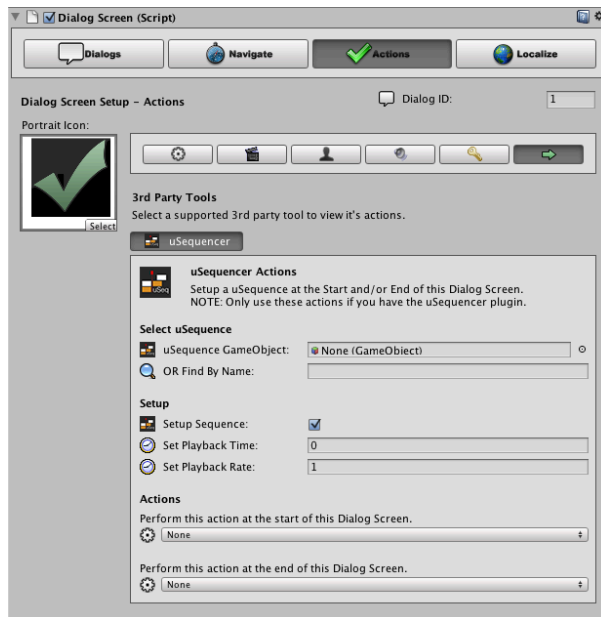 Dialog Screen (Script)
Dialogs
Navigate
Actions
Localize
Dialog Screen Setup - Actions
Dialog ID:
1
Portrait Icon:
Select
3rd Party Tools
Select a supported 3rd party tool to view it's actions.
uSequencer
uSeq
uSequencer Actions
Setup a uSequence at the Start and/or End of this Dialog Screen.
NOTE: Only use these actions if you have the uSequencer plugin.
Select uSequence
uSequence GameObject:
None (GameObject)
OR Find By Name:
Setup
Setup Sequence:
Set Playback Time:
0
Set Playback Rate:
1
Actions
Perform this action at the start of this Dialog Screen.
None
Perform this action at the end of this Dialog Screen.
None